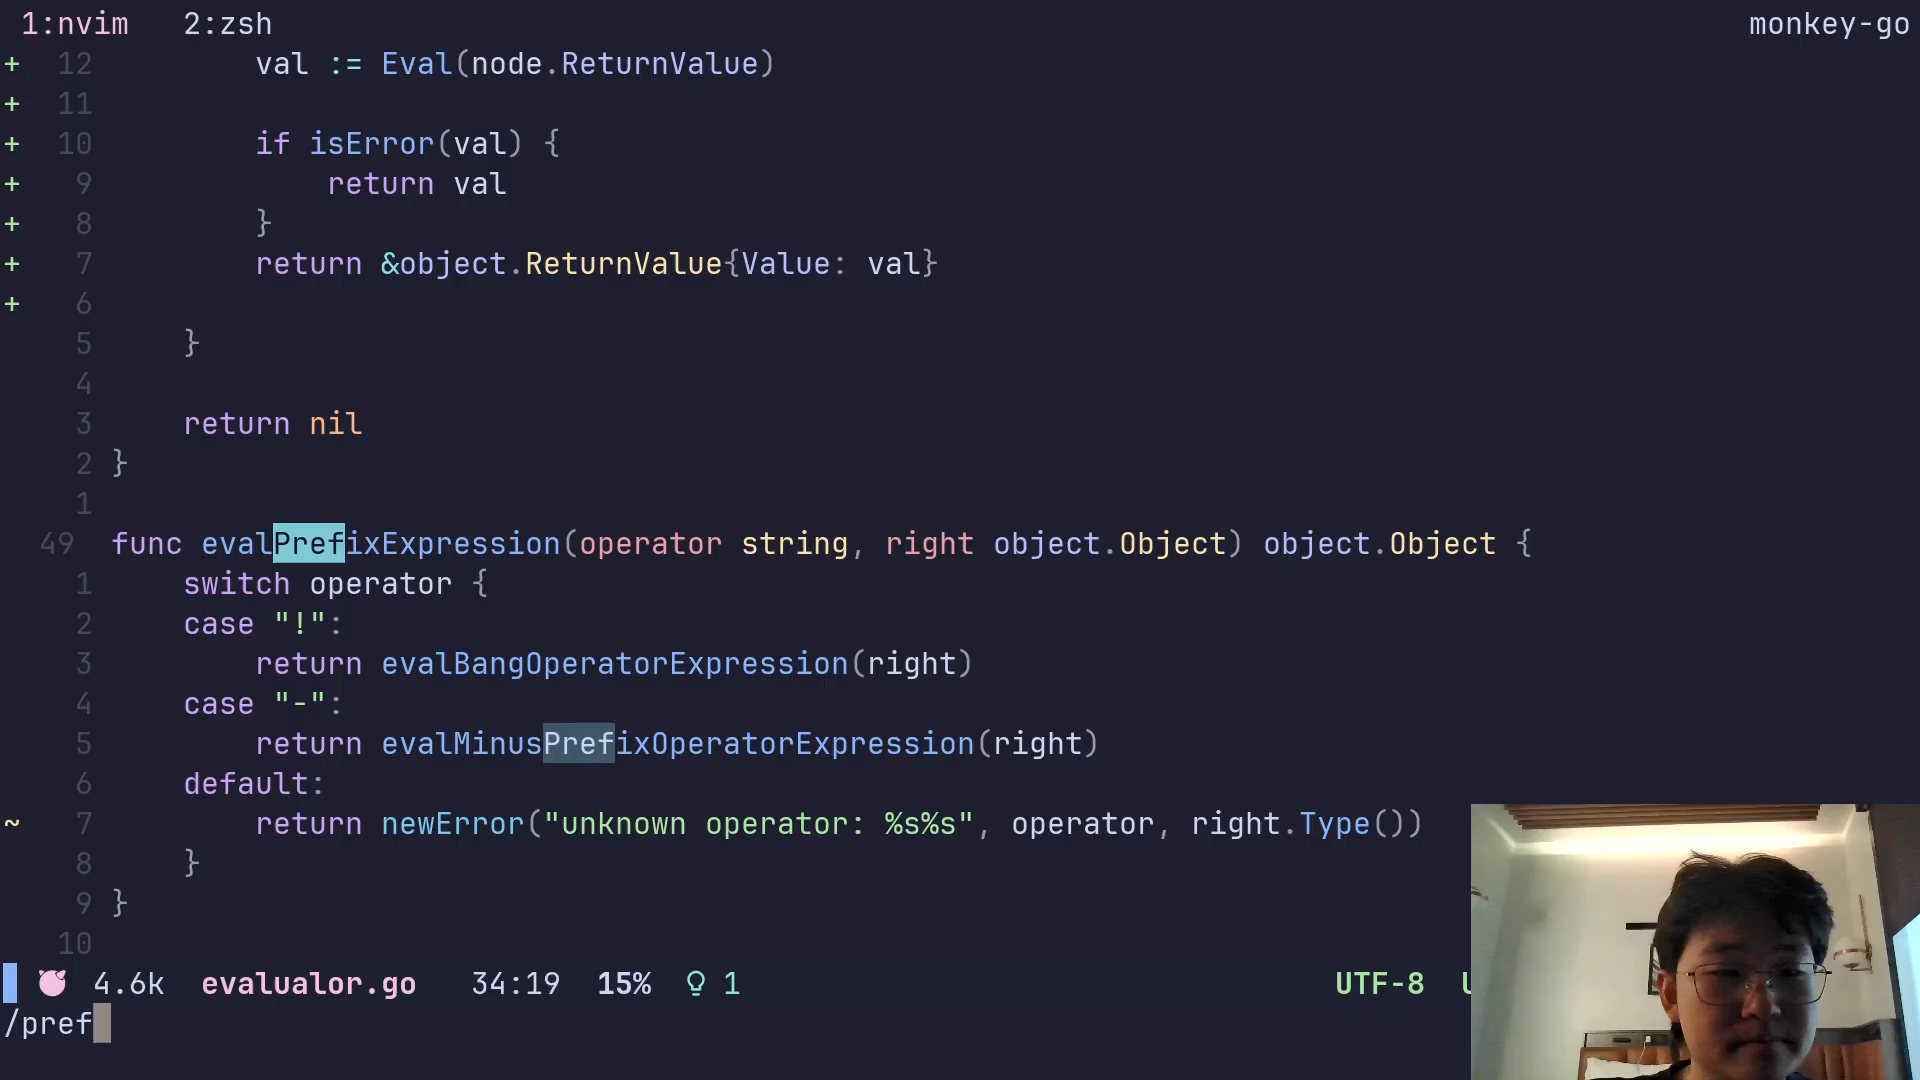 1:nvim 2:zsh monkey-go
+ 12 val := Eval(node.ReturnValue)
+ 11
+ 10 if isError(val) {
+ 9 return val
+ 8 }
+ 7 return &object.ReturnValue{Value: val}
+ 6
5 }
4
3 return nil
2 }
1
49 func evalPrefixExpression(operator string, right object.Object) object.Object {
1 switch operator {
2 case "!":
3 return evalBangOperatorExpression(right)
4 case "-":
5 return evalMinusPrefixOperatorExpression(right)
6 default:
~ 7 return newError("unknown operator: %s%s", operator, right.Type())
8 }
9 }
10
4.6k evalualor.go 34:19 15% 1 UTF-8
/pref